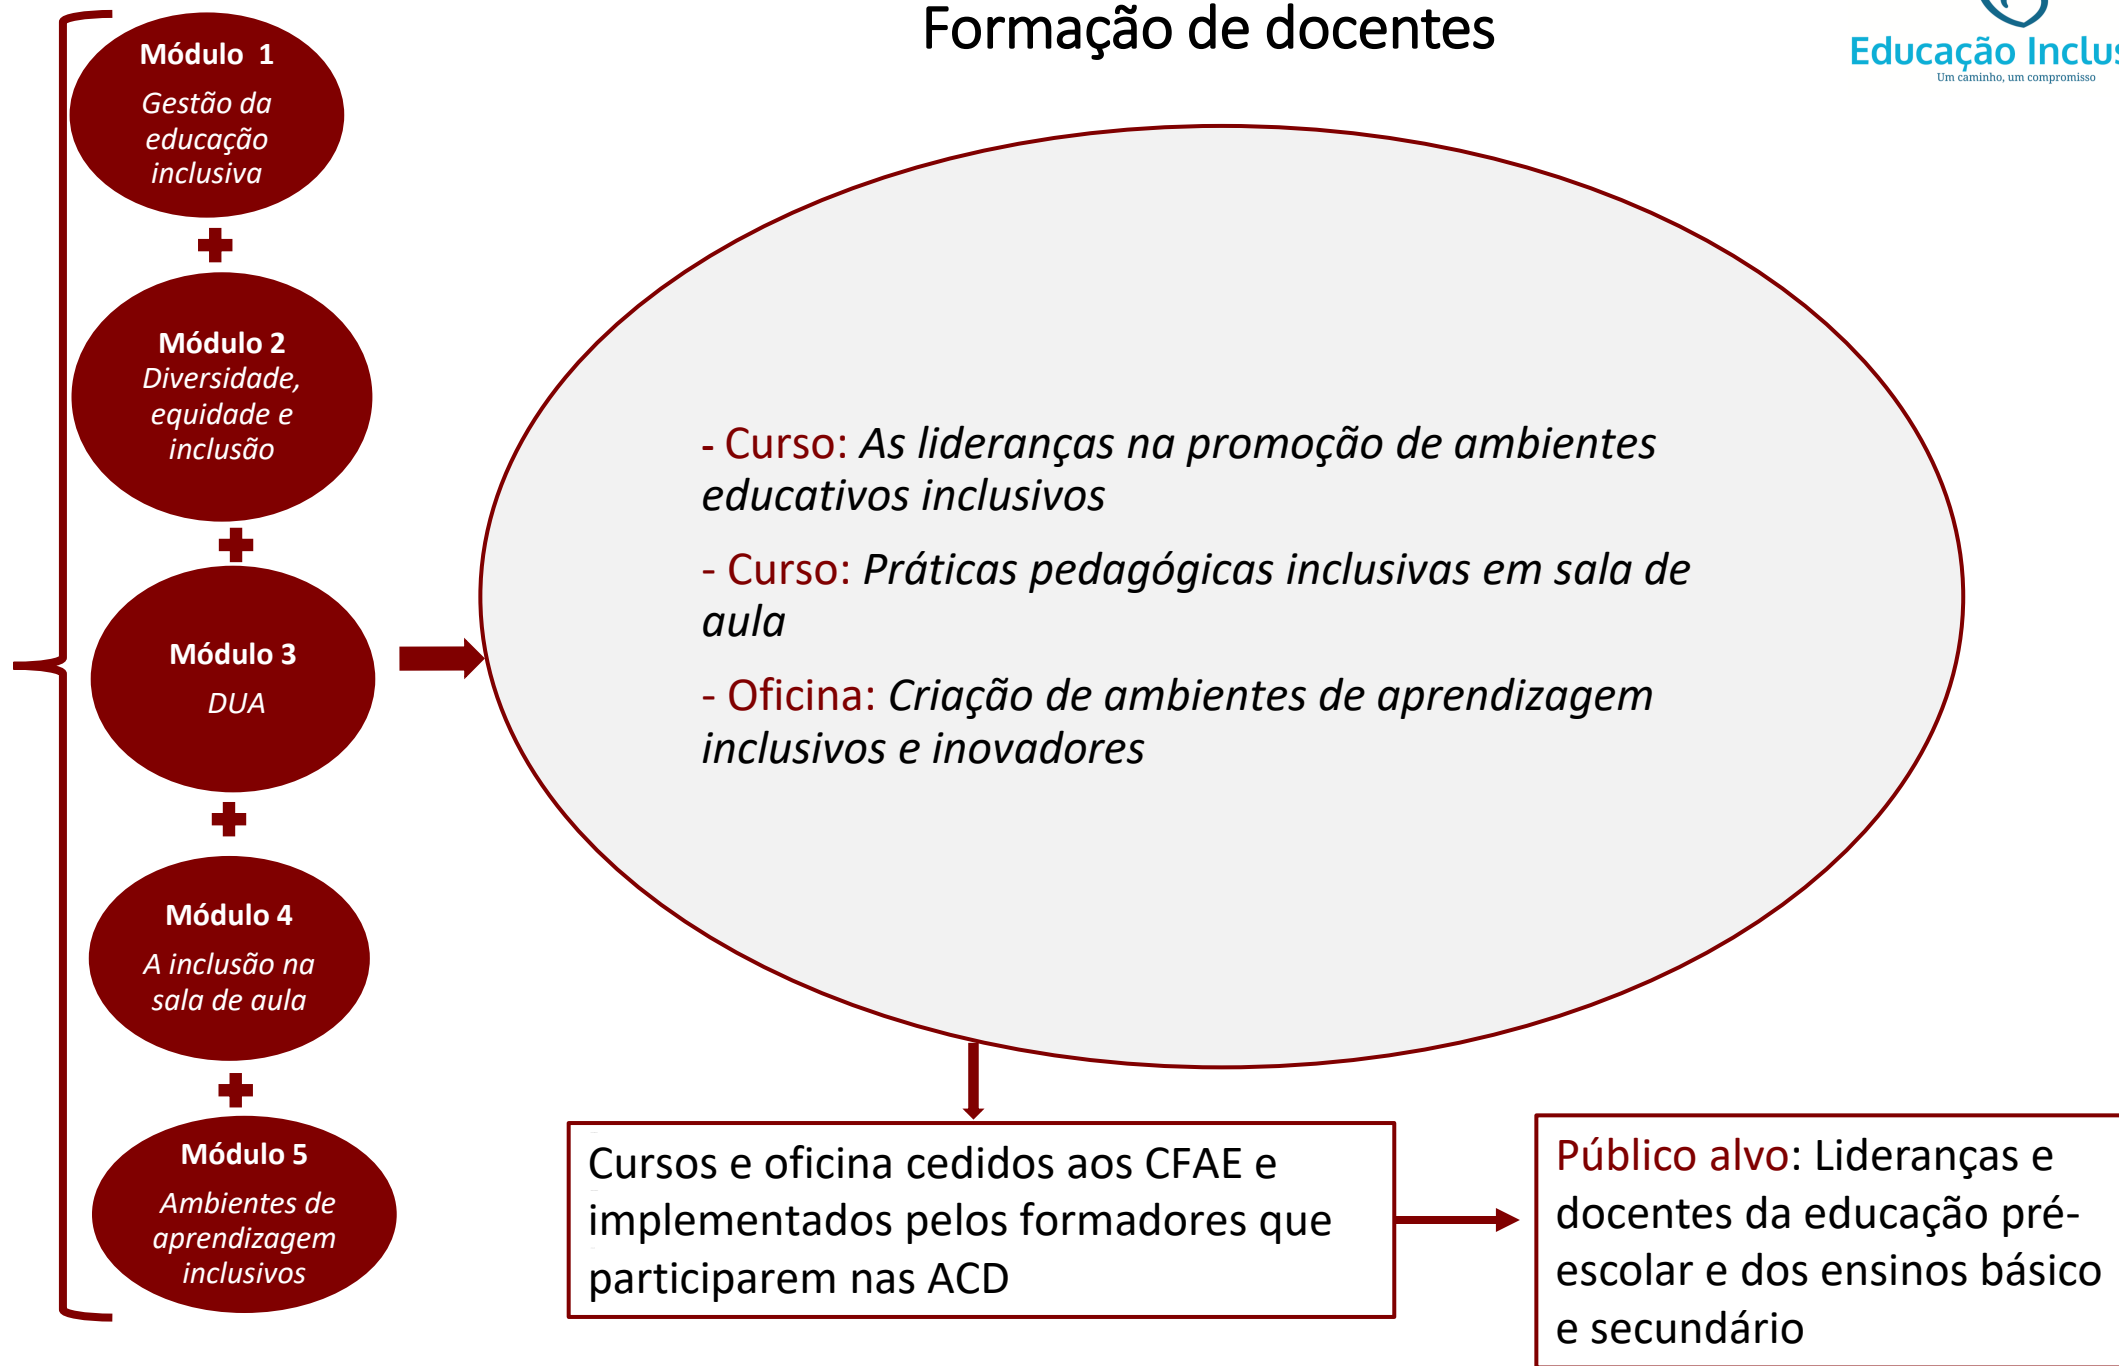 Formação de docentes
Educação Inclus
Um caminho, um compromisso
Módulo 1
Gestão da
educação
inclusiva
Módulo 2
Diversidade,
equidade e
inclusão
Módulo 3
DUA
Módulo 4
A inclusão na
sala de aula
Módulo 5
Ambientes de
aprendizagem
inclusivos
- Curso: As lideranças na promoção de ambientes
educativos inclusivos
- Curso: Práticas pedagógicas inclusivas em sala de
aula
- Oficina: Criação de ambientes de aprendizagem
inclusivos e inovadores
Cursos e oficina cedidos aos CFAE e
implementados pelos formadores que
participarem nas ACD
Público alvo: Lideranças e
docentes da educação pré-
escolar e dos ensinos básico
e secundário